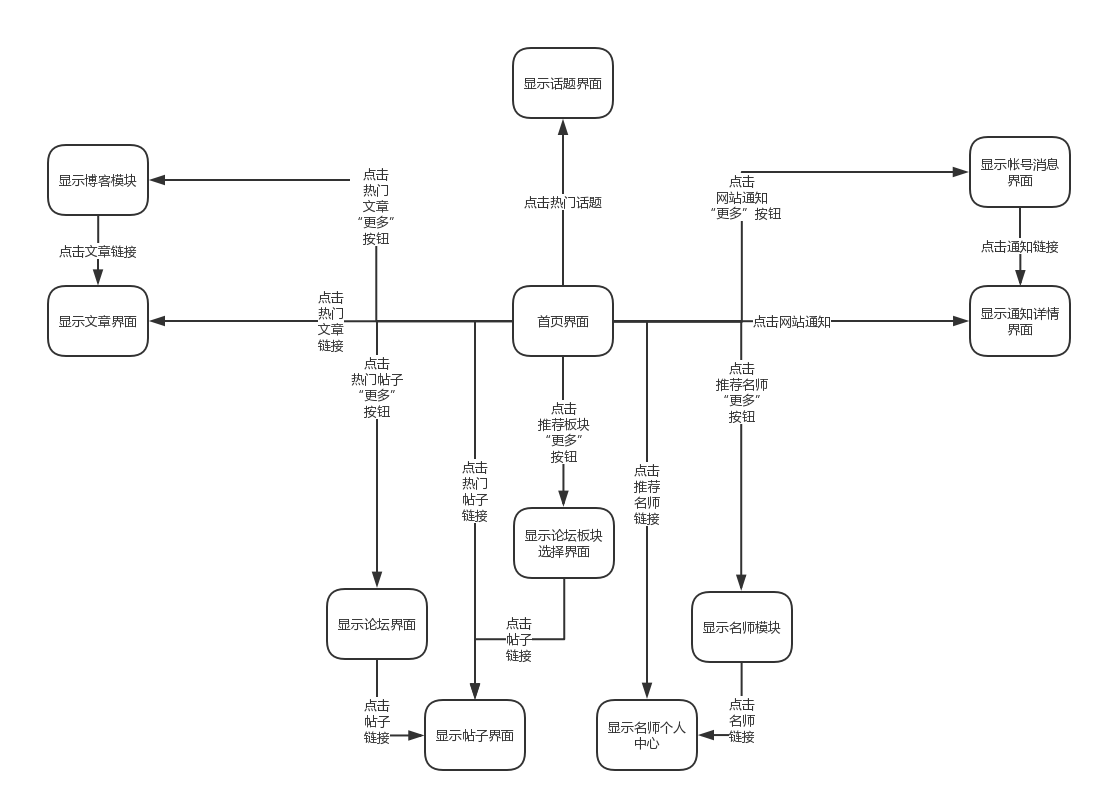 显示话题界面
点击热门话题
显示博客模块
点击文章链接
显示文章界面
点击
热门
文章
“更多”
按钮
点击
热门
文章
链接
首页界面
点击
网站通知
“更多”按钮
显示帐号消息
界面
点击通知链接
点击网站通知
显示通知详情
界面
点击
热门帖子
“更多”
按钮
点击
热门
帖子
链接
点击
推荐板块
“更多”
按钮
点击
推荐
名师
链接
点击
推荐名师
“更多”
按钮
显示论坛板块
选择界面
点击
帖子
链接
显示论坛界面
点击
帖子
链接
显示帖子界面
显示名师模块
点击
名师
链接
显示名师个人
中心